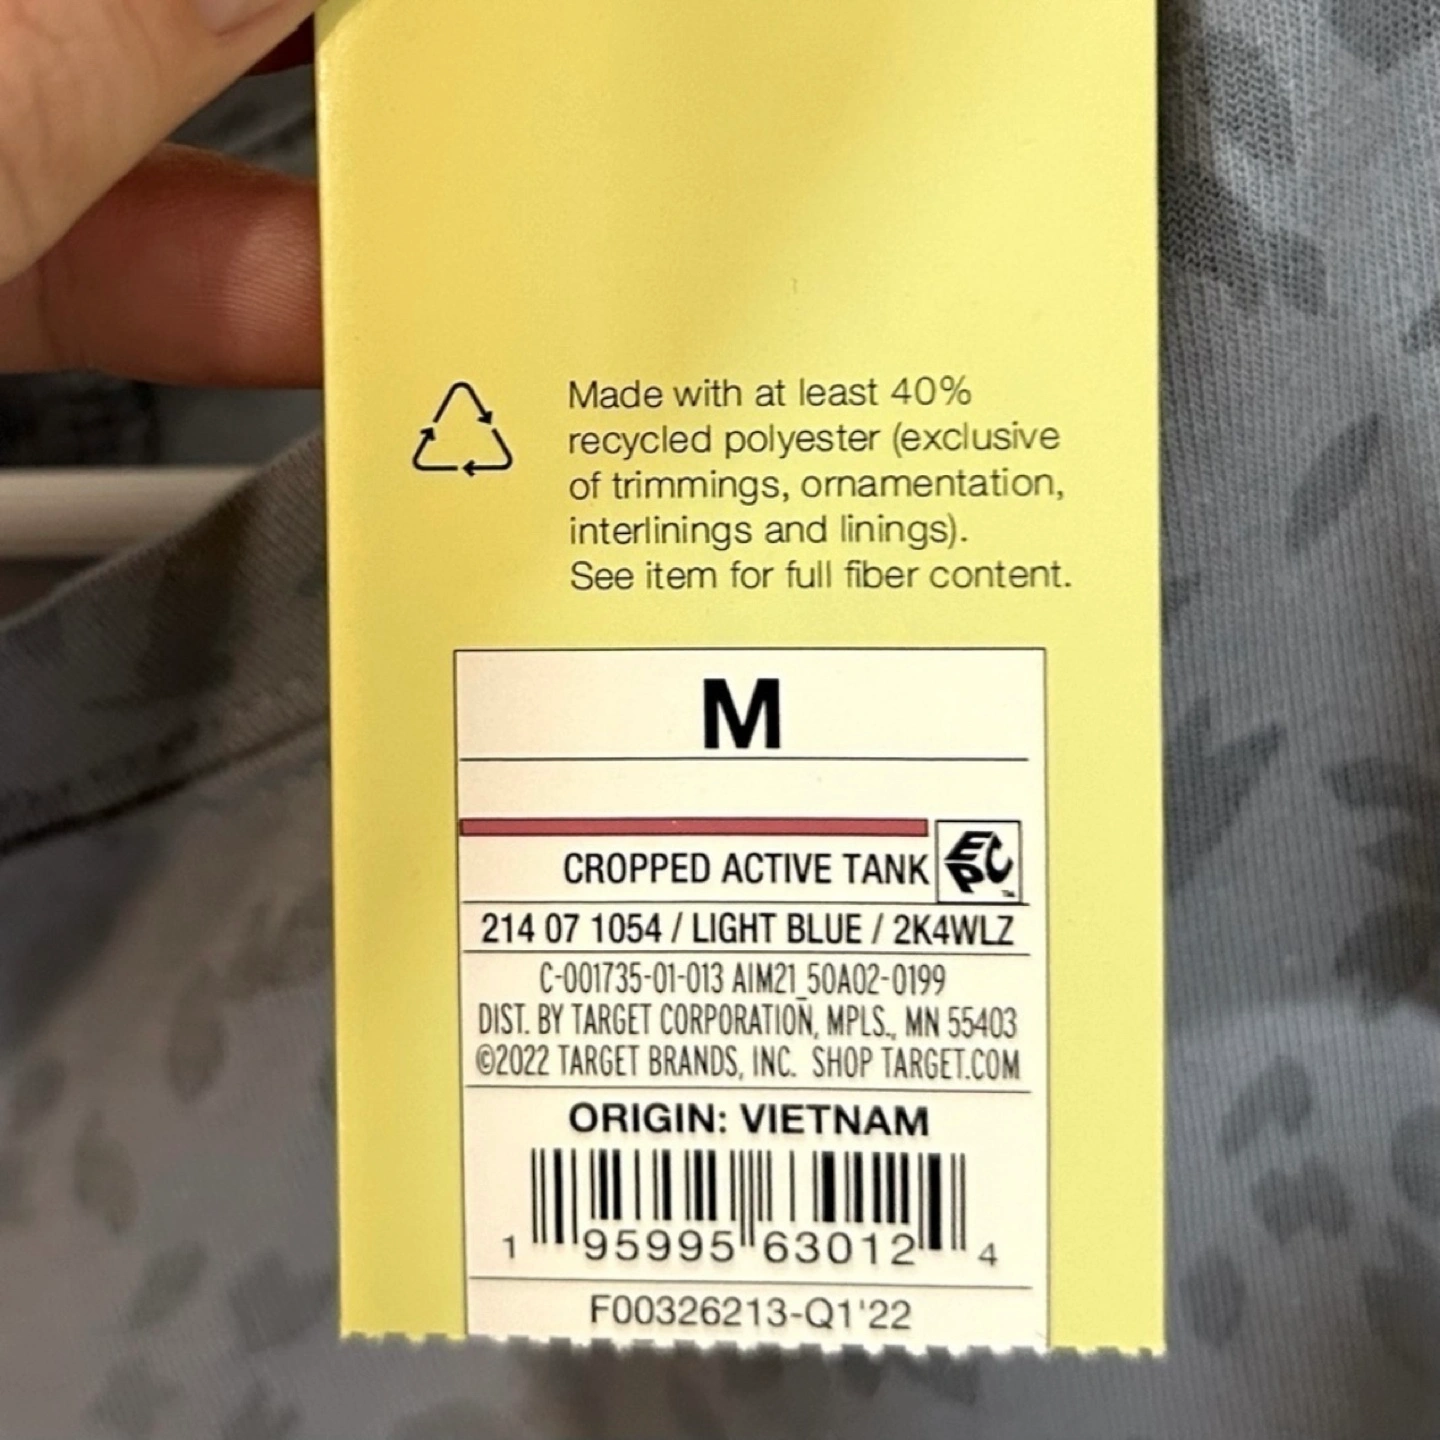 Made with at least 40%
recycled polyester (exclusive
of trimmings, ornamentation,
interlinings and linings).
See item for full fiber content.
M
CROPPED ACTIVE TANK
EPC™
214 07 1054 / LIGHT BLUE / 2K4WLZ
C-001735-01-013 AIM21_50A02-0199
DIST. BY TARGET CORPORATION, MPLS., MN 55403
©2022 TARGET BRANDS, INC. SHOP TARGET.COM
ORIGIN: VIETNAM
1 95995 63012 4
F00326213-Q1'22